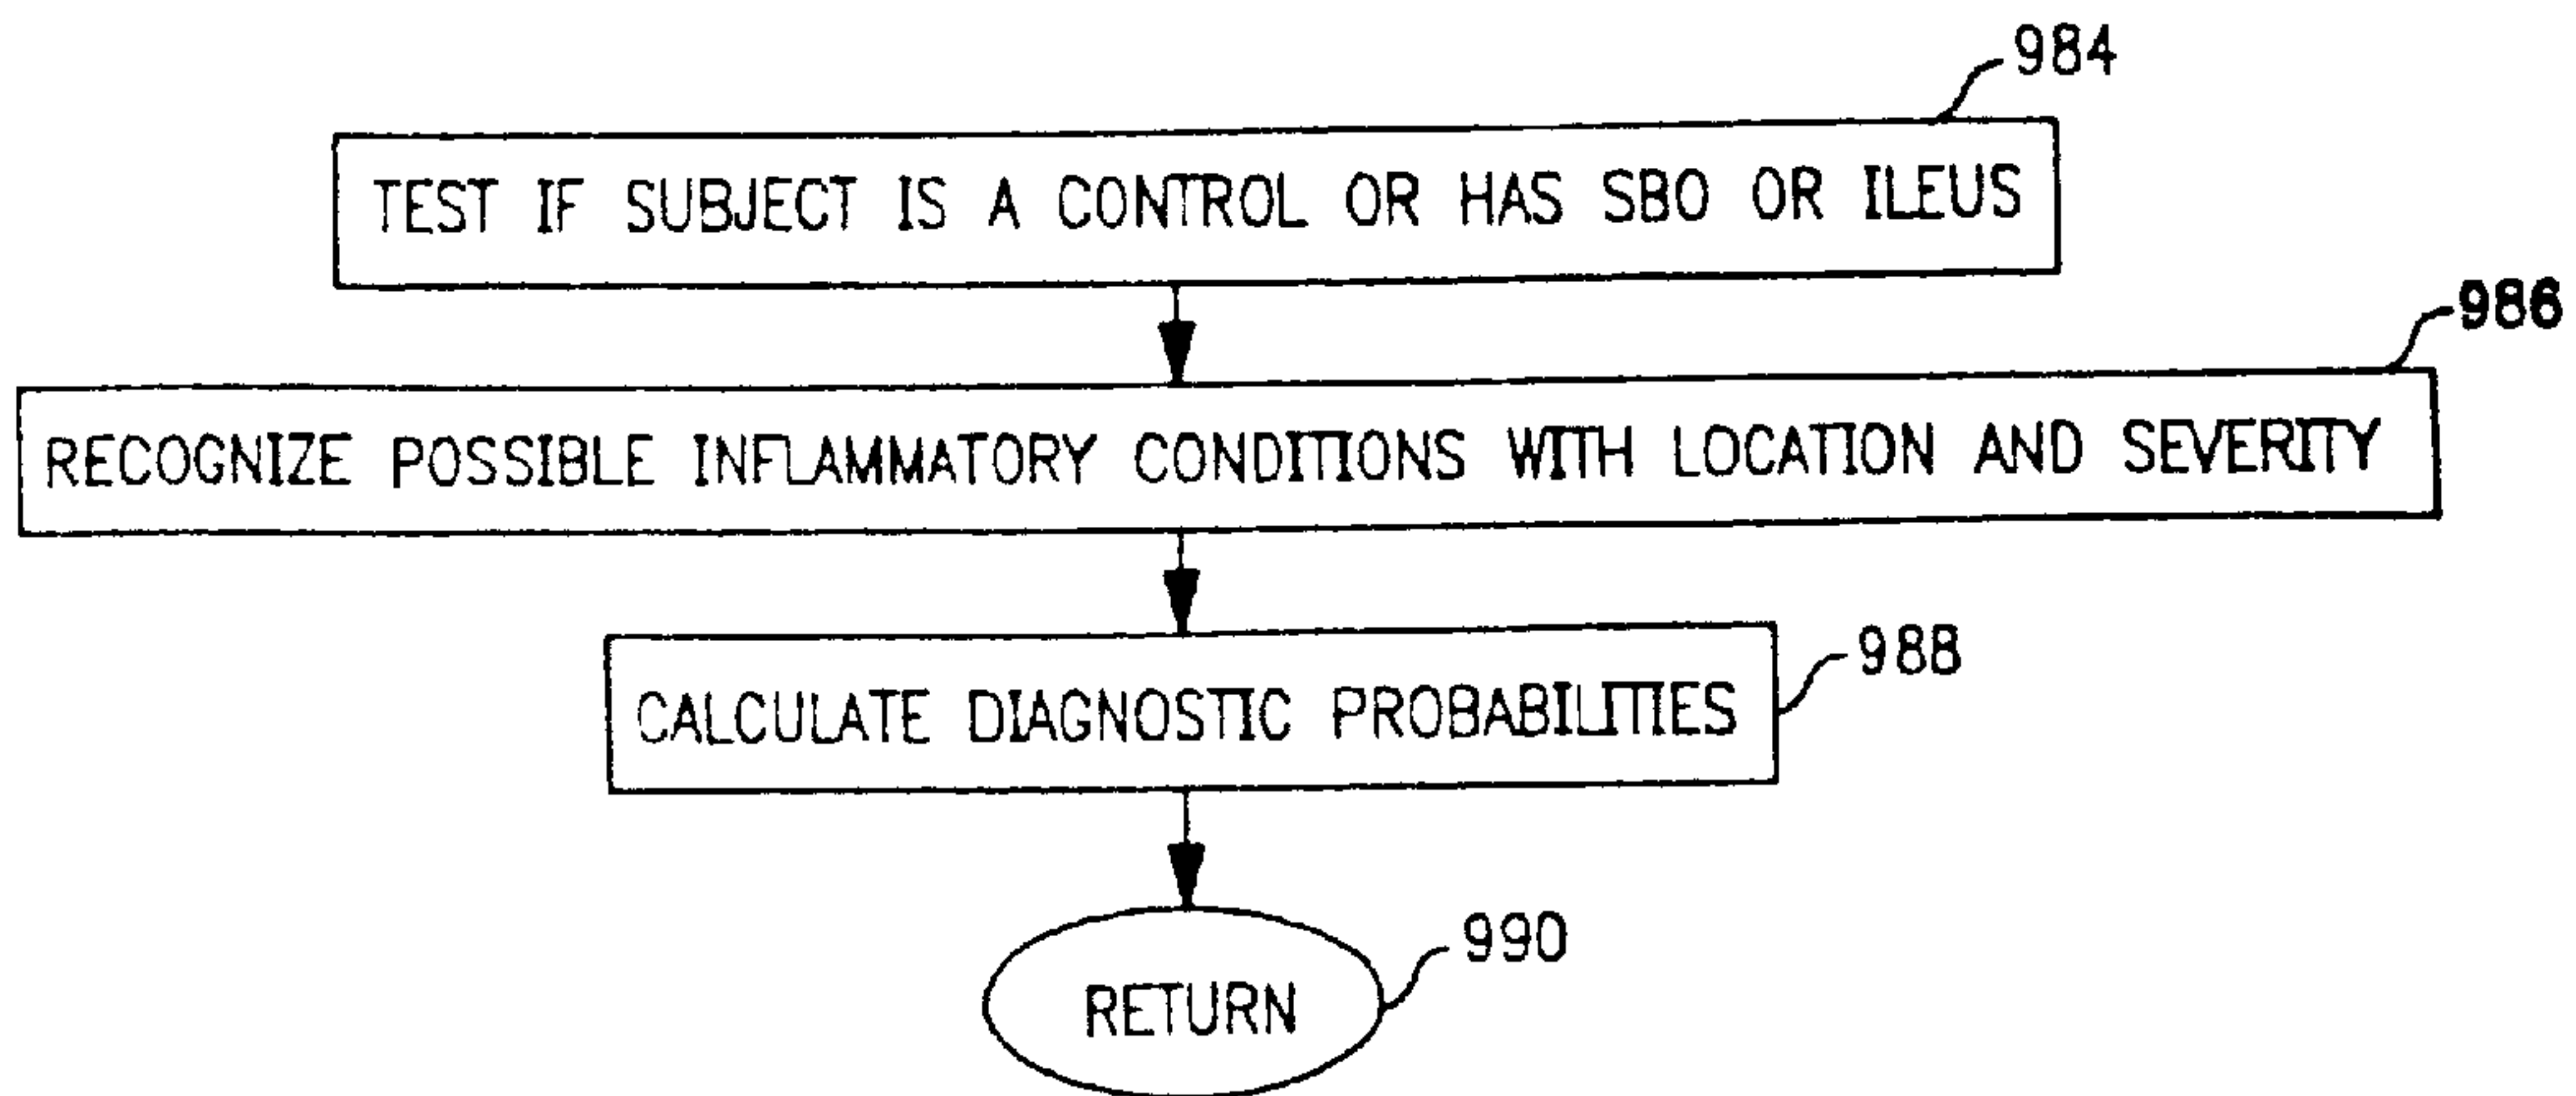 984
TEST IF SUBJECT IS A CONTROL OR HAS SBO OR ILEUS
986
RECOGNIZE POSSIBLE INFLAMMATORY CONDITIONS WITH LOCATION AND SEVERITY
988
CALCULATE DIAGNOSTIC PROBABILITIES
990
RETURN